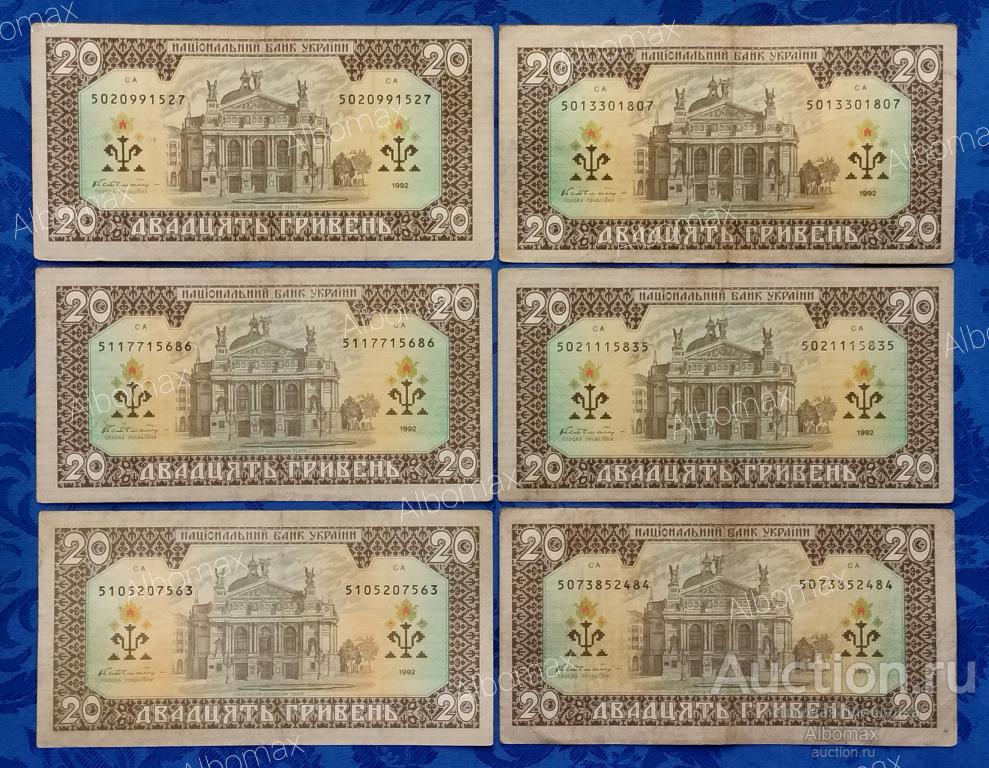 20 НАЦІОНАЛЬНИЙ БАНК УКРАЇНИ 20
СА СА
5020991527 5020991527
1992
20 ДВАДЦЯТЬ ГРИВЕНЬ 20
20 НАЦІОНАЛЬНИЙ БАНК УКРАЇНИ 20
СА СА
5013301807 5013301807
1992
20 ДВАДЦЯТЬ ГРИВЕНЬ 20
20 НАЦІОНАЛЬНИЙ БАНК УКРАЇНИ 20
СА СА
5117715686 5117715686
1992
20 ДВАДЦЯТЬ ГРИВЕНЬ 20
20 НАЦІОНАЛЬНИЙ БАНК УКРАЇНИ 20
СА СА
5021115835 5021115835
1992
20 ДВАДЦЯТЬ ГРИВЕНЬ 20
20 НАЦІОНАЛЬНИЙ БАНК УКРАЇНИ 20
СА СА
5105207563 5105207563
1992
20 ДВАДЦЯТЬ ГРИВЕНЬ 20
20 НАЦІОНАЛЬНИЙ БАНК УКРАЇНИ 20
СА СА
5073852484 5073852484
1992
20 ДВАДЦЯТЬ ГРИВЕНЬ 20
Albomax
Auction.ru
Albomax
auction.ru